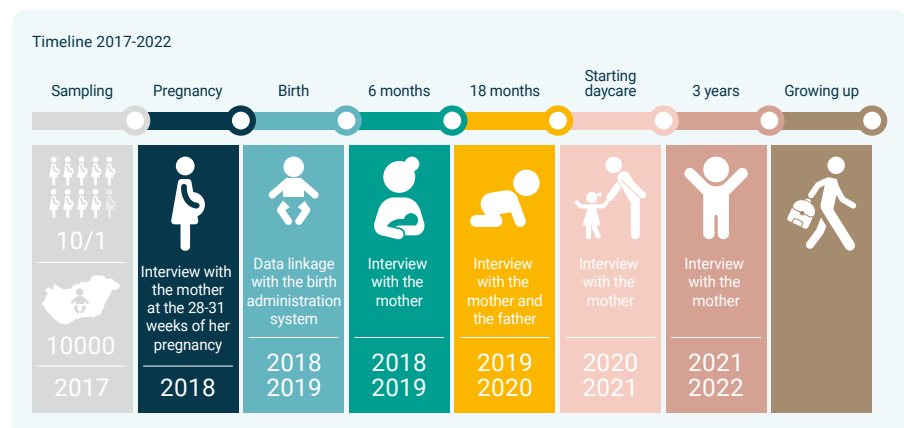 Timeline 2017-2022
Sampling
Pregnancy
Birth
6 months
18 months
Starting
daycare
3 years
Growing up
10/1
10000
2017
Interview with
the mother
at the 28-31
weeks of her
pregnancy
2018
Data linkage
with the birth
administration
system
2018
2019
Interview
with the
mother
2018
2019
Interview
with the
mother and
the father
2019
2020
Interview
with the
mother
2020
2021
Interview
with the
mother
2021
2022